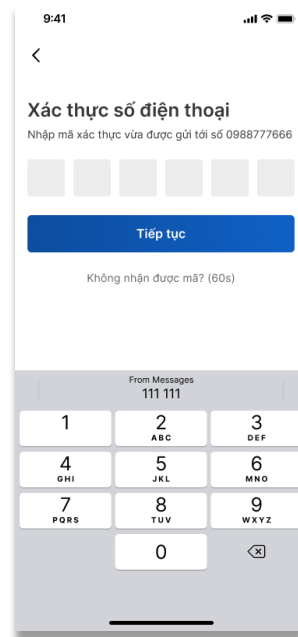 9:41
Xác thực số điện thoại
Nhập mã xác thực vừa được gửi tới số 0988777666
Tiếp tục
Không nhận được mã? (60s)
From Messages
111 111
1 2 3
ABC DEF
4 5 6
GHI JKL MNO
7 8 9
PQRS TUV WXYZ
0